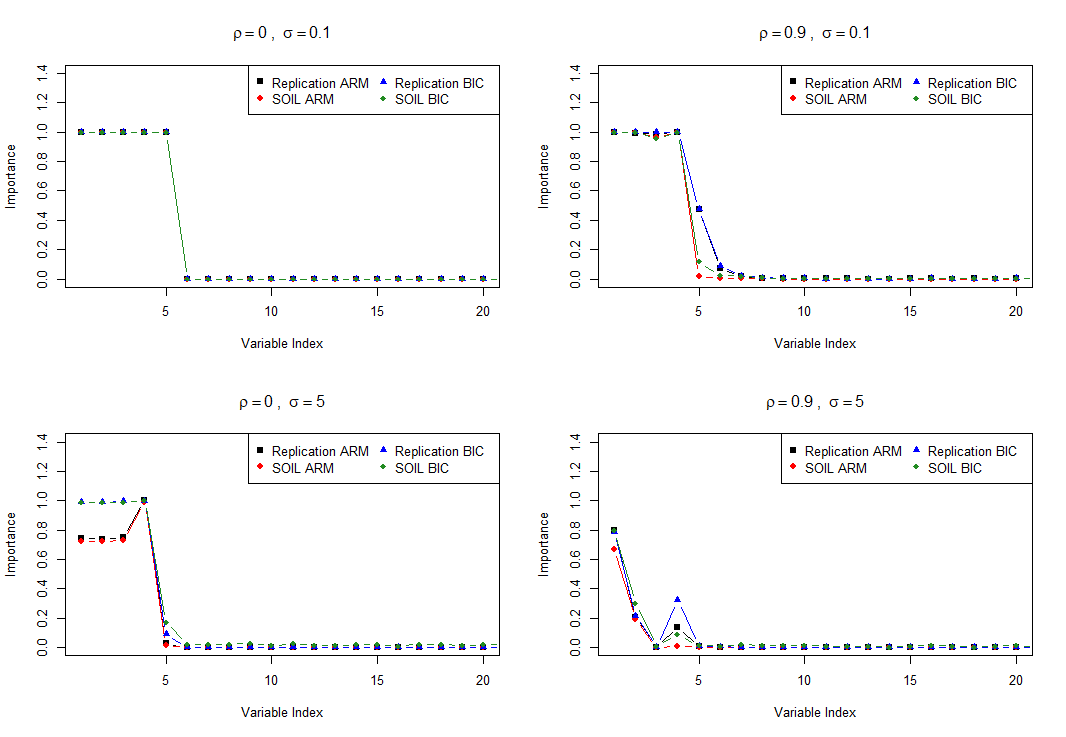 ρ = 0 , σ = 0.1
Replication ARM
Replication BIC
SOIL ARM
SOIL BIC
Importance
0.0 0.2 0.4 0.6 0.8 1.0 1.2 1.4
5 10 15 20
Variable Index
ρ = 0.9 , σ = 0.1
Replication ARM
Replication BIC
SOIL ARM
SOIL BIC
Importance
0.0 0.2 0.4 0.6 0.8 1.0 1.2 1.4
5 10 15 20
Variable Index
ρ = 0 , σ = 5
Replication ARM
Replication BIC
SOIL ARM
SOIL BIC
Importance
0.0 0.2 0.4 0.6 0.8 1.0 1.2 1.4
5 10 15 20
Variable Index
ρ = 0.9 , σ = 5
Replication ARM
Replication BIC
SOIL ARM
SOIL BIC
Importance
0.0 0.2 0.4 0.6 0.8 1.0 1.2 1.4
5 10 15 20
Variable Index